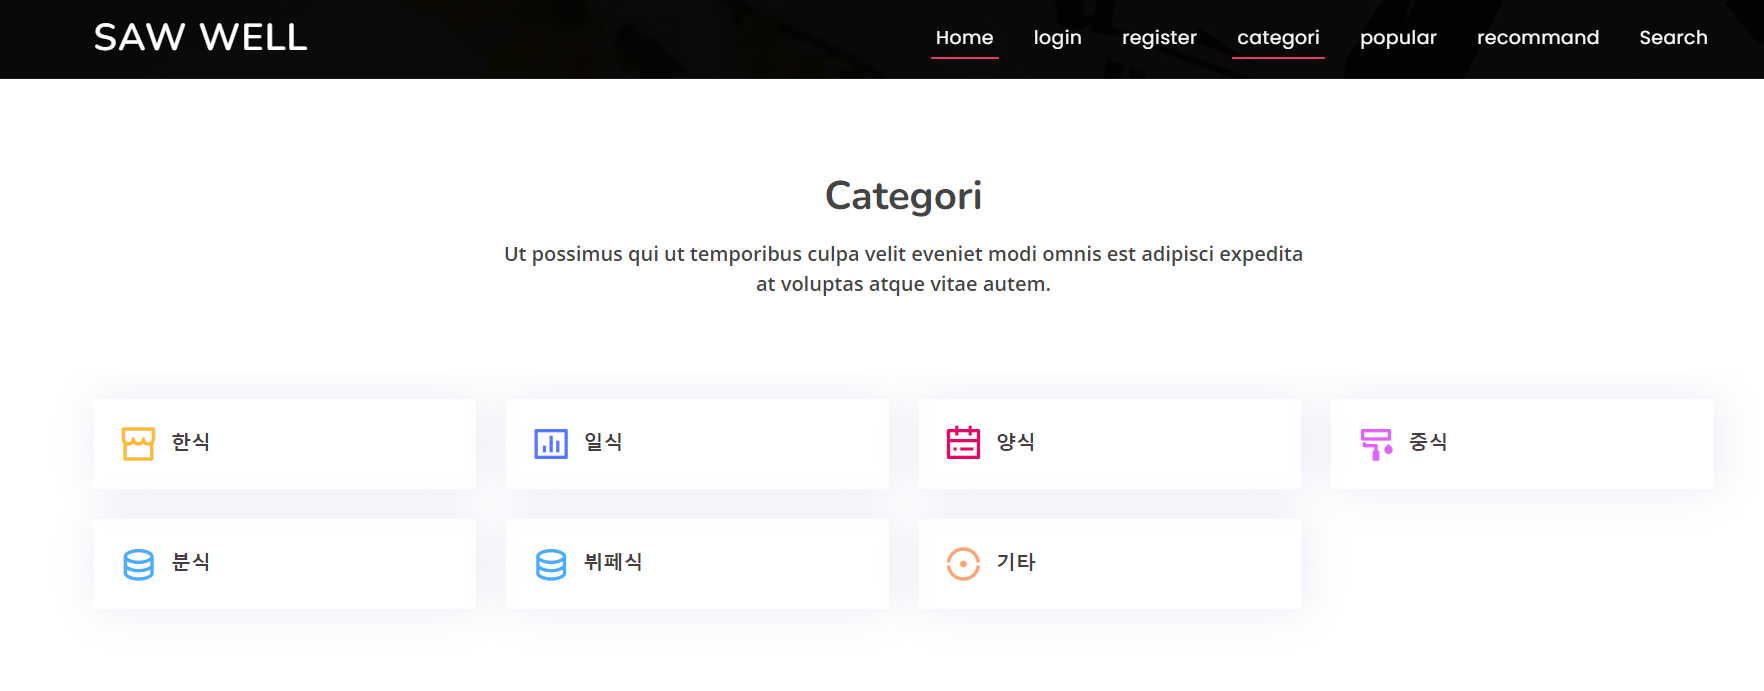 SAW WELL
Home login register categori popular recommand Search
Categori
Ut possimus qui ut temporibus culpa velit eveniet modi omnis est adipisci expedita
at voluptas atque vitae autem.
한식 일식 양식 중식
분식 뷔페식 기타